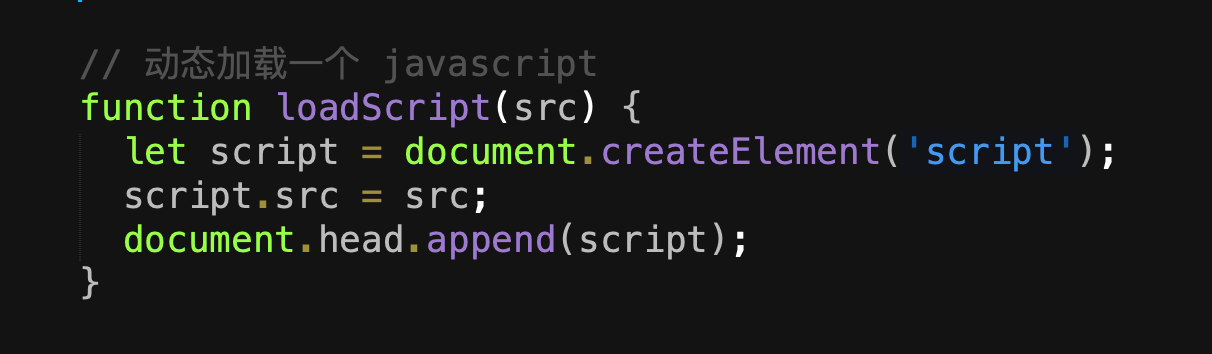 // 动态加载一个 javascript
function loadScript(src) {
  let script = document.createElement('script');
  script.src = src;
  document.head.append(script);
}